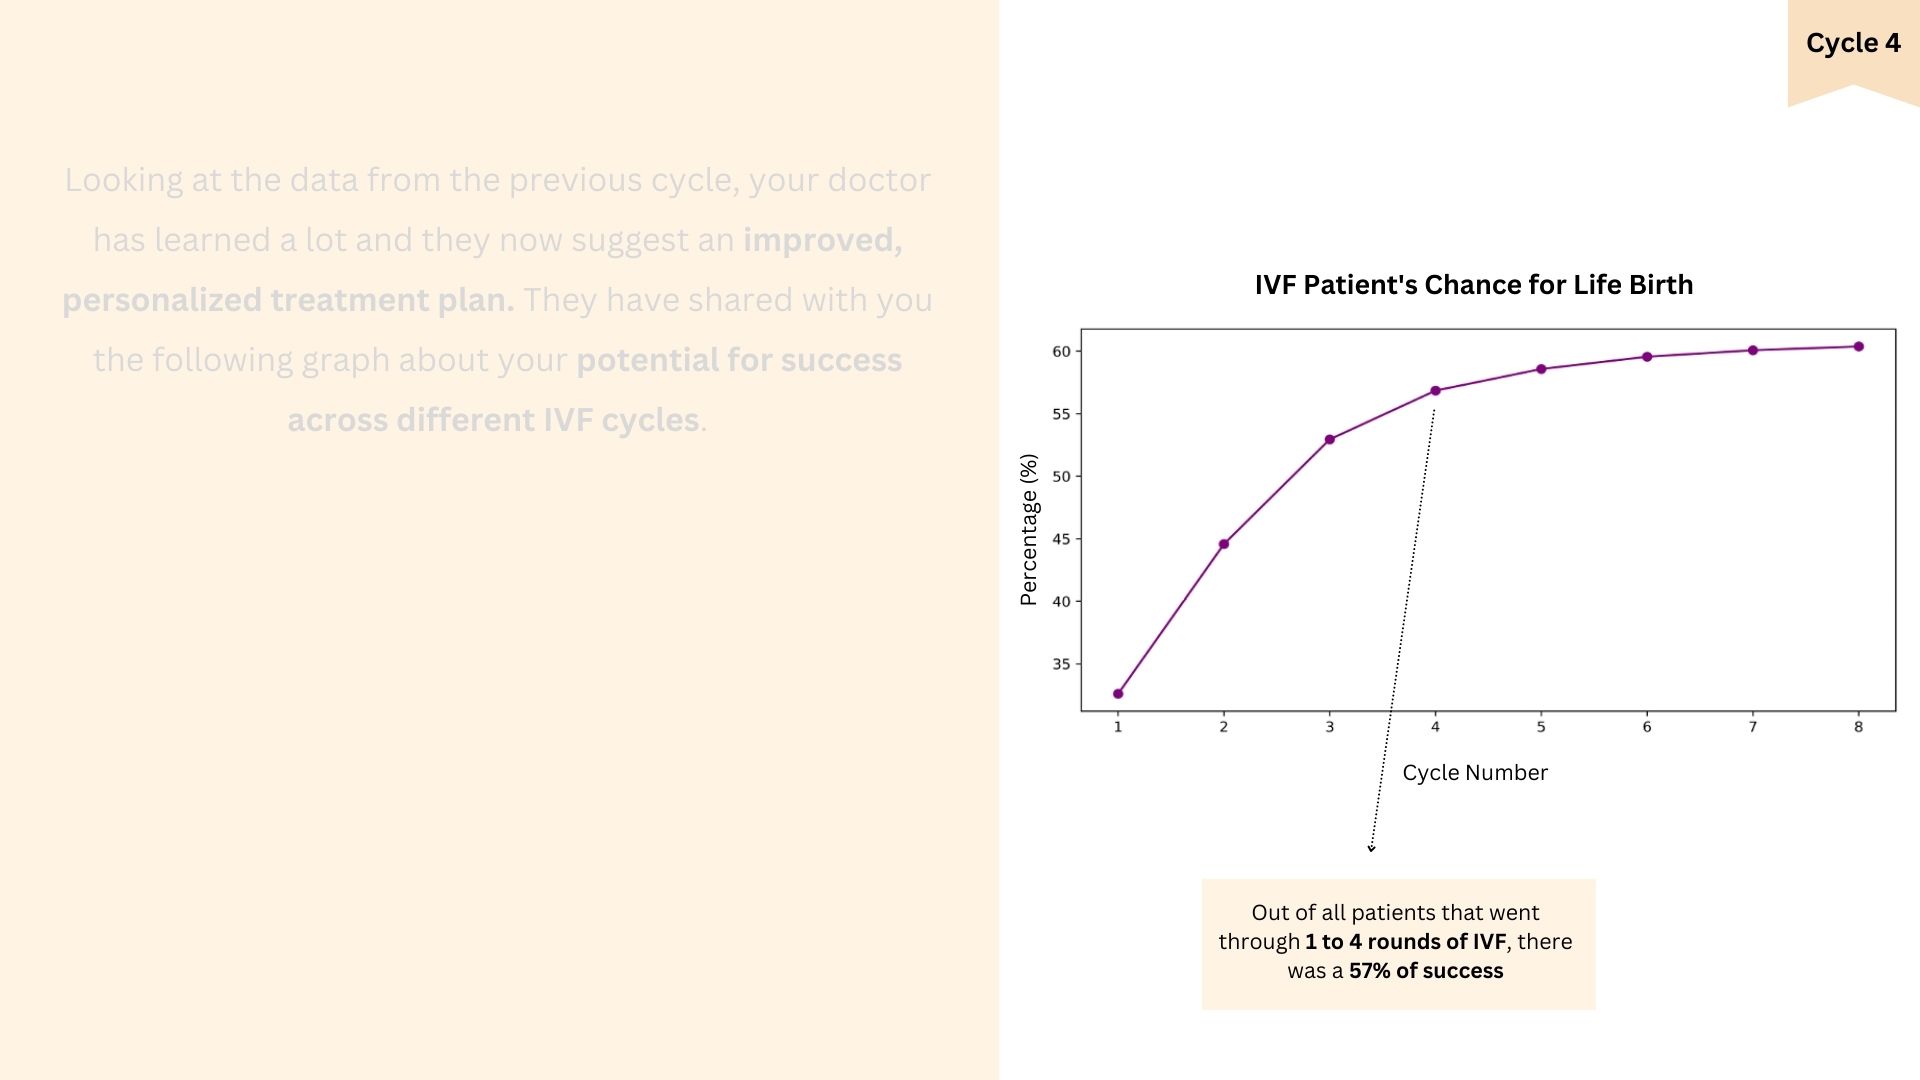 Cycle 4
Looking at the data from the previous cycle, your doctor
has learned a lot and they now suggest an improved,
personalized treatment plan. They have shared with you
the following graph about your potential for success
across different IVF cycles.
IVF Patient's Chance for Life Birth
Percentage (%)
60
55
50
45
40
35
1 2 3 4 5 6 7 8
Cycle Number
Out of all patients that went
through 1 to 4 rounds of IVF, there
was a 57% of success